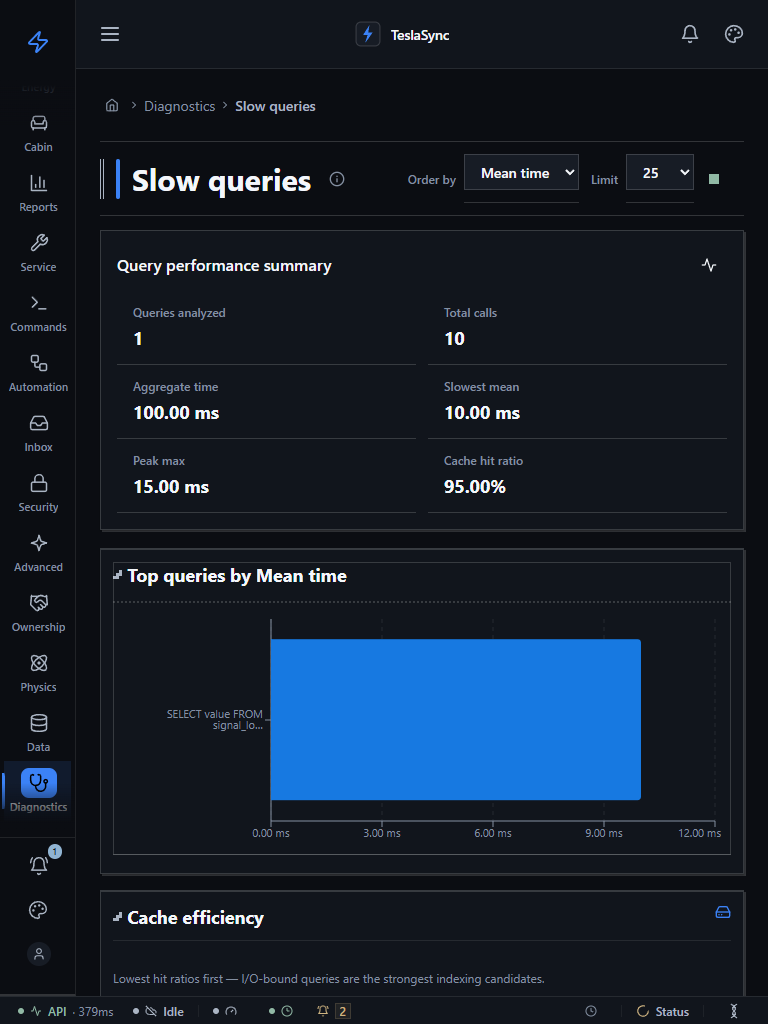 TeslaSync
Energy
Cabin
Reports
Service
Commands
Automation
Inbox
Security
Advanced
Ownership
Physics
Data
Diagnostics
1
Diagnostics
Slow queries
Slow queries
Order by
Mean time
Limit
25
Query performance summary
Queries analyzed
1
Total calls
10
Aggregate time
100.00 ms
Slowest mean
10.00 ms
Peak max
15.00 ms
Cache hit ratio
95.00%
Top queries by Mean time
SELECT value FROM
signal_lo...
0.00 ms
3.00 ms
6.00 ms
9.00 ms
12.00 ms
Cache efficiency
Lowest hit ratios first — I/O-bound queries are the strongest indexing candidates.
API · 379ms
Idle
2
Status